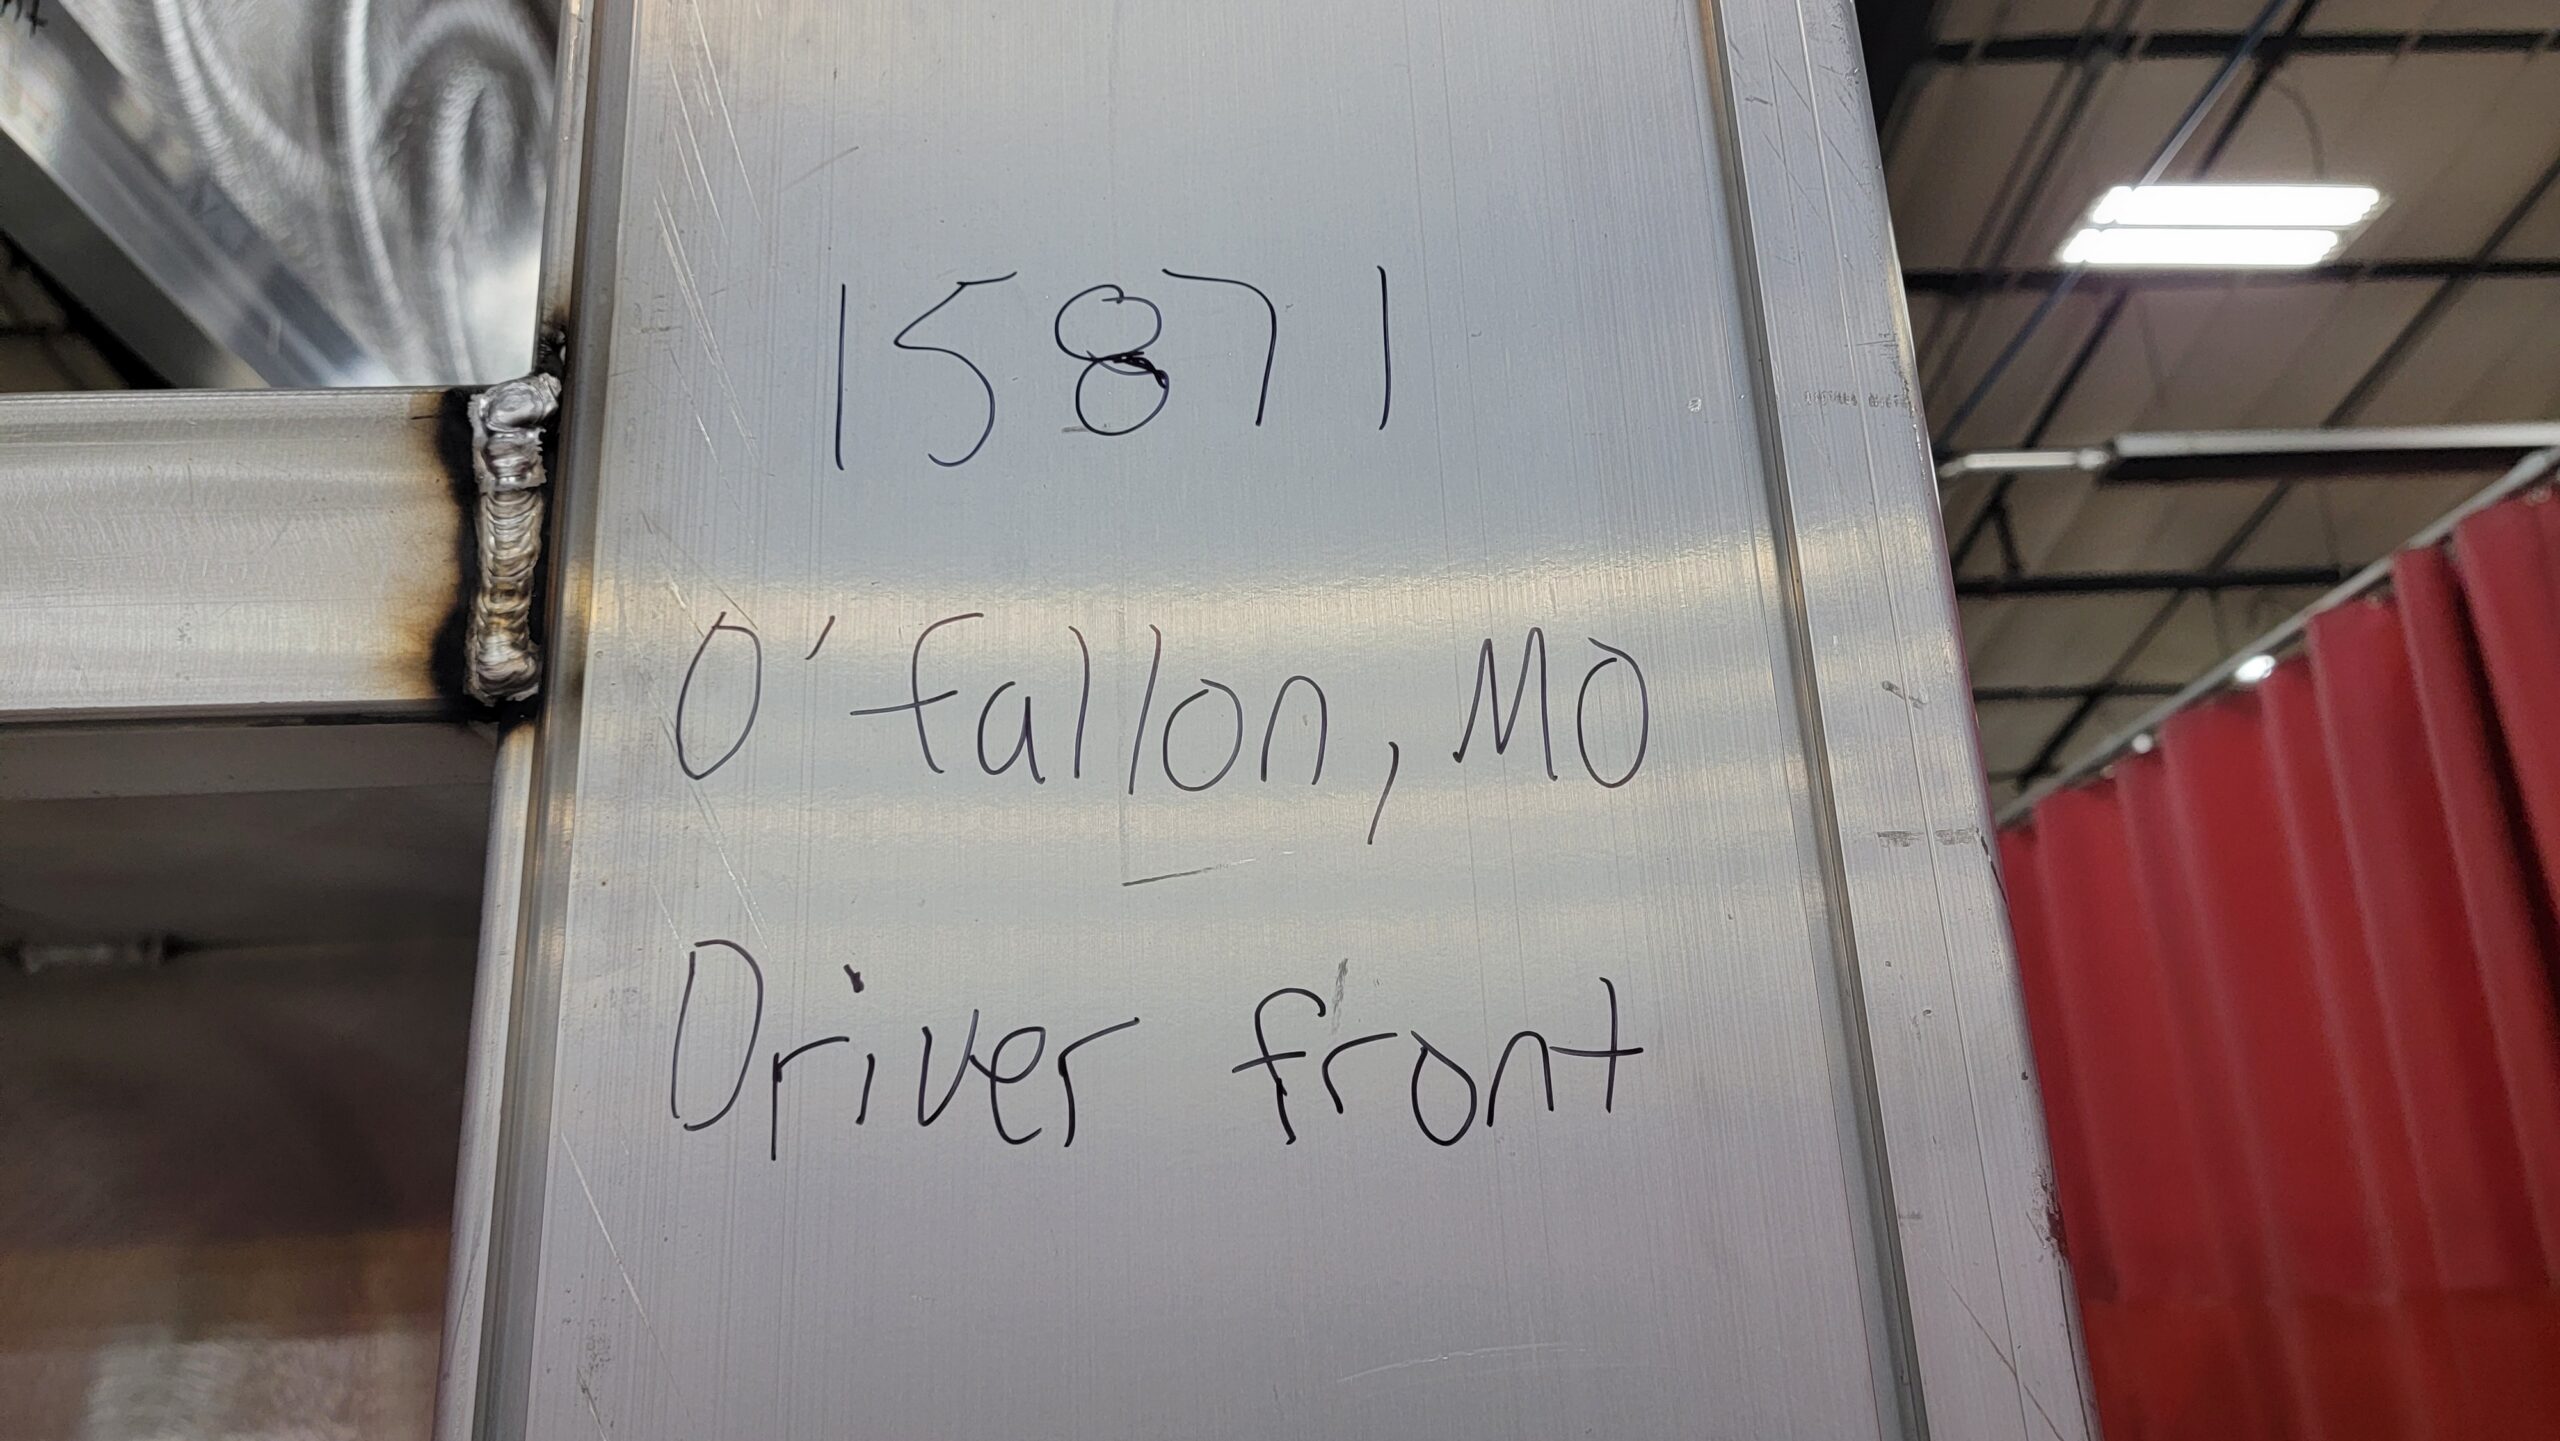 15871
O'fallon, MO
Driver front